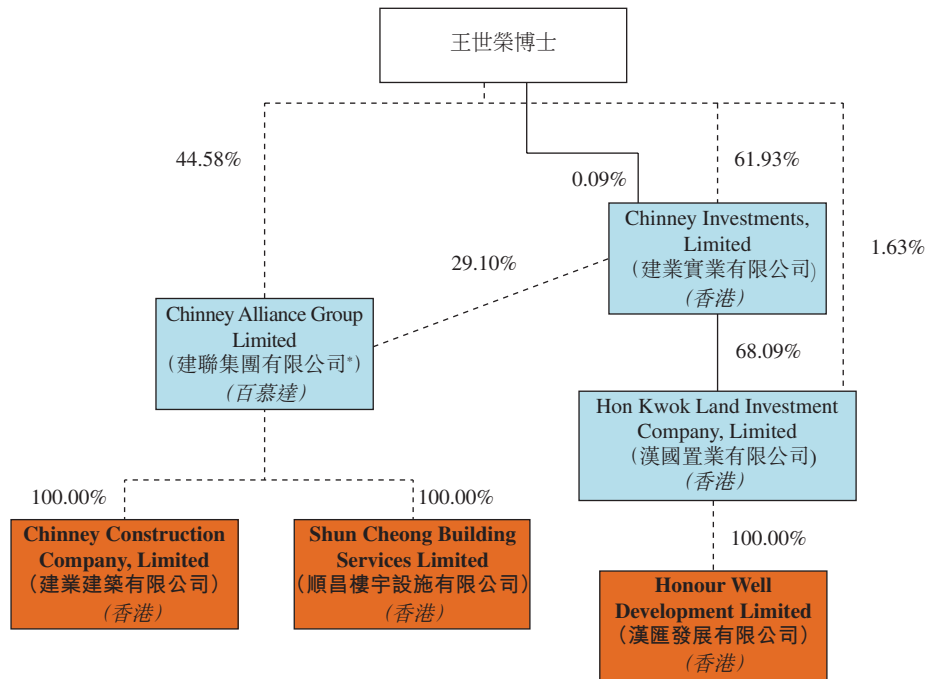 王世榮博士
44.58%
61.93%
0.09%
Chinney Investments,
Limited
（建業實業有限公司）
（香港）
1.63%
29.10%
Chinney Alliance Group
Limited
（建聯集團有限公司*）
（百慕達）
68.09%
Hon Kwok Land Investment
Company, Limited
（漢國置業有限公司）
（香港）
100.00%
100.00%
Chinney Construction
Company, Limited
（建業建築有限公司）
（香港）
Shun Cheong Building
Services Limited
（順昌樓宇設施有限公司）
（香港）
100.00%
Honour Well
Development Limited
（漢匯發展有限公司）
（香港）